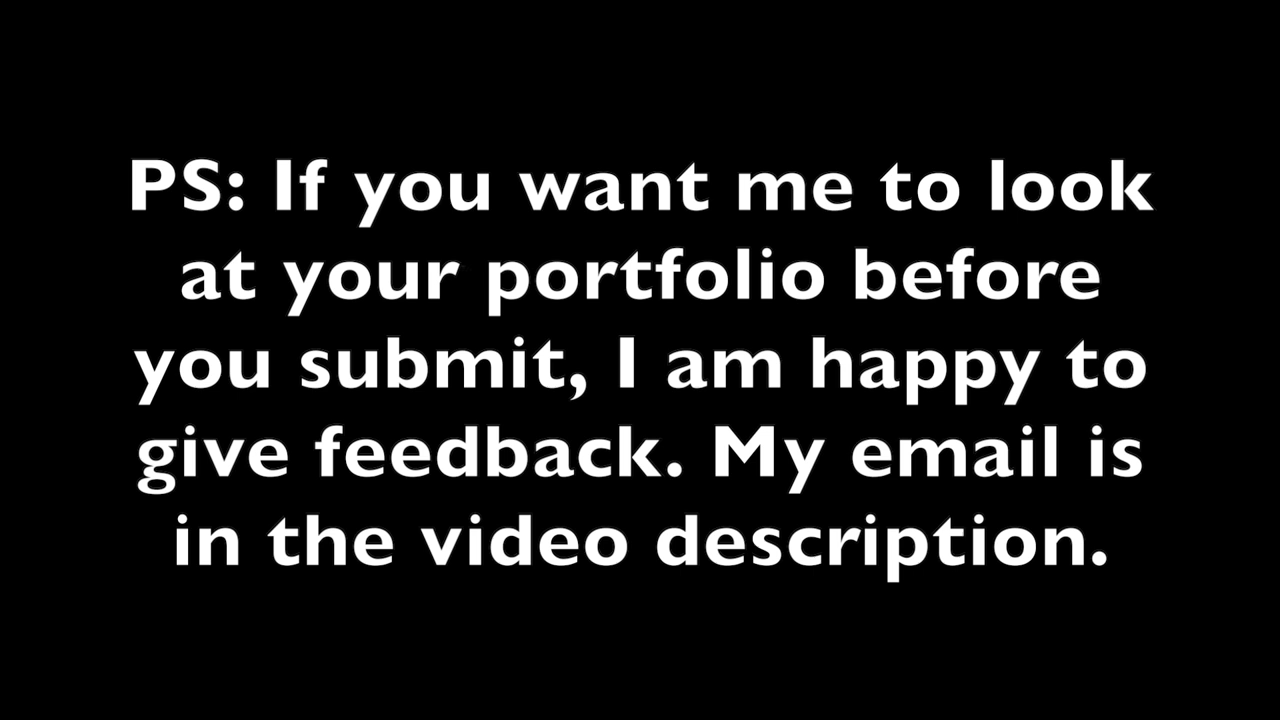 PS: If you want me to look
at your portfolio before
you submit, I am happy to
give feedback. My email is
in the video description.